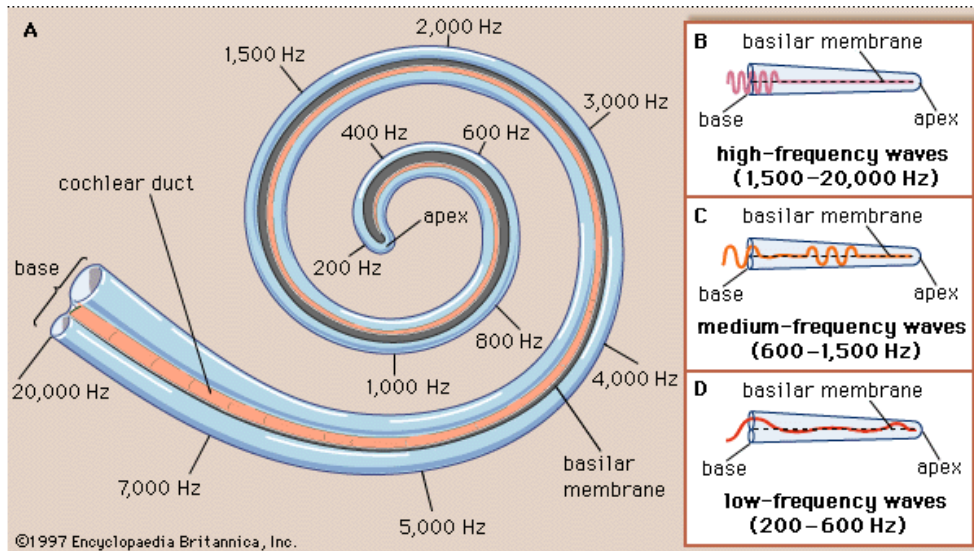 A
2,000 Hz
1,500 Hz
3,000 Hz
400 Hz
600 Hz
cochlear duct
apex
200 Hz
base
800 Hz
20,000 Hz
1,000 Hz
4,000 Hz
7,000 Hz
basilar
membrane
5,000 Hz
©1997 Encyclopaedia Britannica, Inc.
B
basilar membrane
base
apex
high-frequency waves
(1,500–20,000 Hz)
C
basilar membrane
base
apex
medium-frequency waves
(600–1,500 Hz)
D
basilar membrane
base
apex
low-frequency waves
(200–600 Hz)